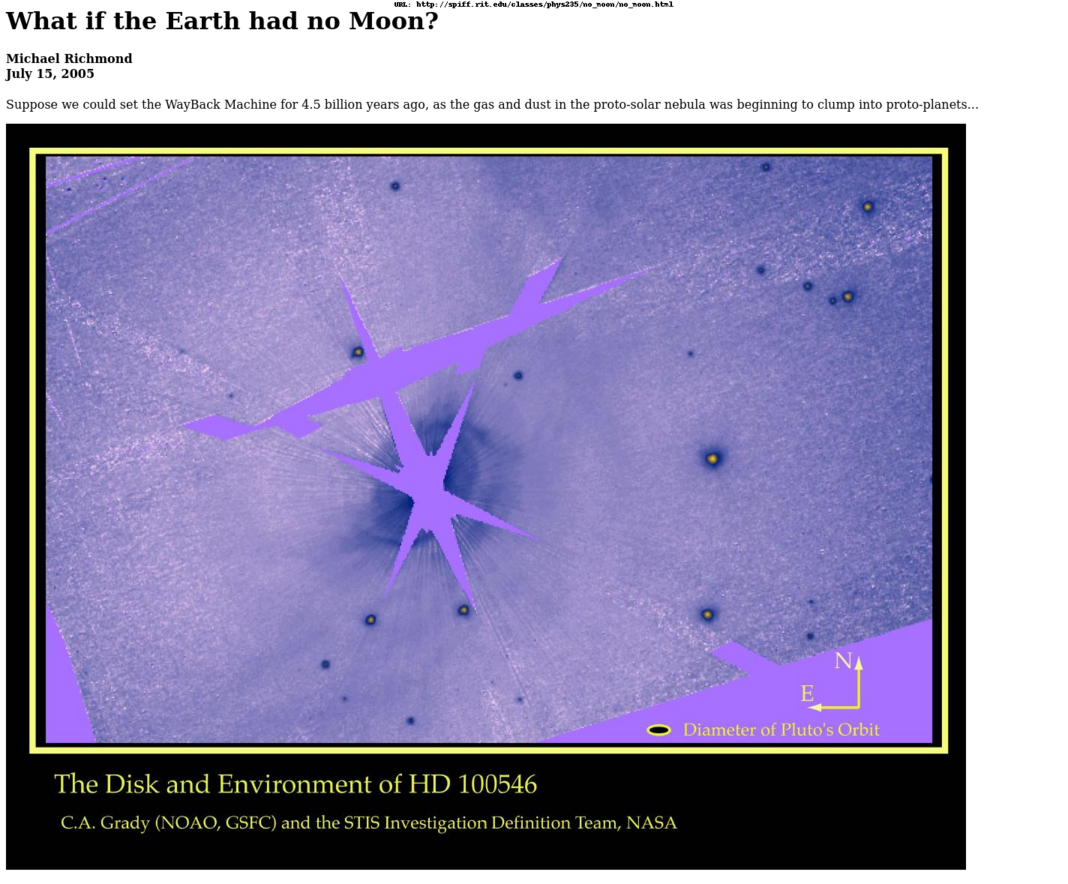 URL: http://spiff.rit.edu/classes/phys235/no_moon/no_moon.html
What if the Earth had no Moon?
Michael Richmond
July 15, 2005
Suppose we could set the WayBack Machine for 4.5 billion years ago, as the gas and dust in the proto-solar nebula was beginning to clump into proto-planets...
N
E
Diameter of Pluto's Orbit
The Disk and Environment of HD 100546
C.A. Grady (NOAO, GSFC) and the STIS Investigation Definition Team, NASA